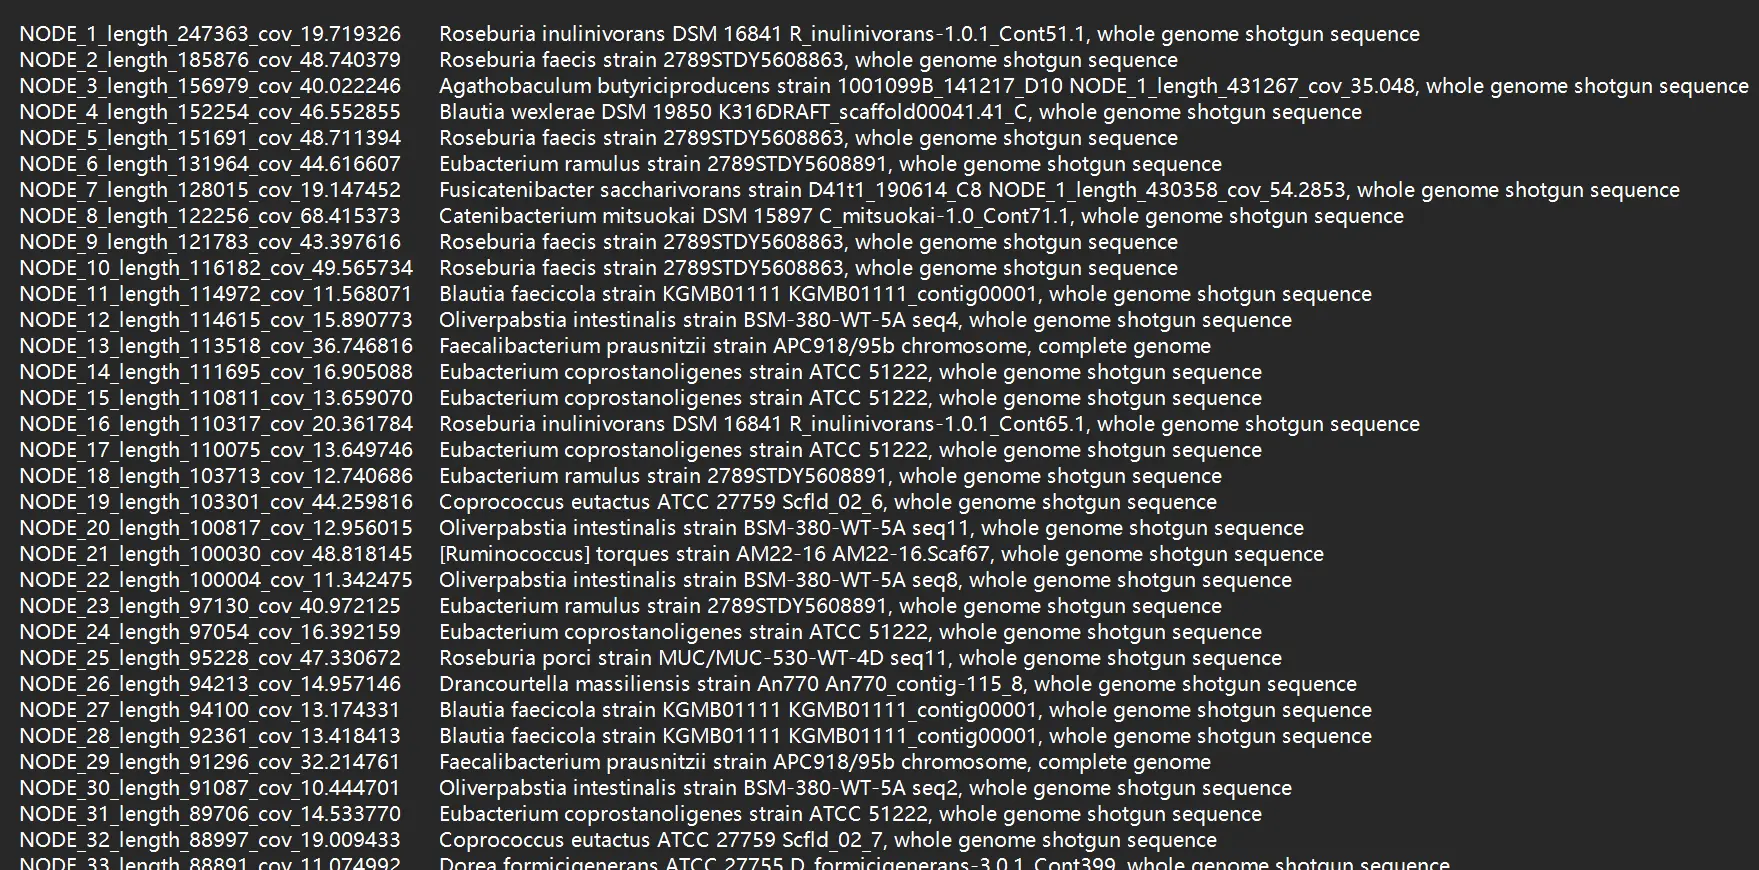 NODE_1_length_247363_cov_19.719326 Roseburia inulinivorans DSM 16841 R_inulinivorans-1.0.1_Cont51.1, whole genome shotgun sequence
NODE_2_length_185876_cov_48.740379 Roseburia faecis strain 2789STDY5608863, whole genome shotgun sequence
NODE_3_length_156979_cov_40.022246 Agathobaculum butyriciproducens strain 1001099B_141217_D10 NODE_1_length_431267_cov_35.048, whole genome shotgun sequence
NODE_4_length_152254_cov_46.552855 Blautia wexlerae DSM 19850 K316DRAFT_scaffold00041.41_C, whole genome shotgun sequence
NODE_5_length_151691_cov_48.711394 Roseburia faecis strain 2789STDY5608863, whole genome shotgun sequence
NODE_6_length_131964_cov_44.616607 Eubacterium ramulus strain 2789STDY5608891, whole genome shotgun sequence
NODE_7_length_128015_cov_19.147452 Fusicatenibacter saccharivorans strain D41t1_190614_C8 NODE_1_length_430358_cov_54.2853, whole genome shotgun sequence
NODE_8_length_122256_cov_68.415373 Catenibacterium mitsuokai DSM 15897 C_mitsuokai-1.0_Cont71.1, whole genome shotgun sequence
NODE_9_length_121783_cov_43.397616 Roseburia faecis strain 2789STDY5608863, whole genome shotgun sequence
NODE_10_length_116182_cov_49.565734 Roseburia faecis strain 2789STDY5608863, whole genome shotgun sequence
NODE_11_length_114972_cov_11.568071 Blautia faecicola strain KGMB01111 KGMB01111_contig00001, whole genome shotgun sequence
NODE_12_length_114615_cov_15.890773 Oliverpabstia intestinalis strain BSM-380-WT-5A seq4, whole genome shotgun sequence
NODE_13_length_113518_cov_36.746816 Faecalibacterium prausnitzii strain APC918/95b chromosome, complete genome
NODE_14_length_111695_cov_16.905088 Eubacterium coprostanoligenes strain ATCC 51222, whole genome shotgun sequence
NODE_15_length_110811_cov_13.659070 Eubacterium coprostanoligenes strain ATCC 51222, whole genome shotgun sequence
NODE_16_length_110317_cov_20.361784 Roseburia inulinivorans DSM 16841 R_inulinivorans-1.0.1_Cont65.1, whole genome shotgun sequence
NODE_17_length_110075_cov_13.649746 Eubacterium coprostanoligenes strain ATCC 51222, whole genome shotgun sequence
NODE_18_length_103713_cov_12.740686 Eubacterium ramulus strain 2789STDY5608891, whole genome shotgun sequence
NODE_19_length_103301_cov_44.259816 Coprococcus eutactus ATCC 27759 Scfld_02_6, whole genome shotgun sequence
NODE_20_length_100817_cov_12.956015 Oliverpabstia intestinalis strain BSM-380-WT-5A seq11, whole genome shotgun sequence
NODE_21_length_100030_cov_48.818145 [Ruminococcus] torques strain AM22-16 AM22-16.Scaf67, whole genome shotgun sequence
NODE_22_length_100004_cov_11.342475 Oliverpabstia intestinalis strain BSM-380-WT-5A seq8, whole genome shotgun sequence
NODE_23_length_97130_cov_40.972125 Eubacterium ramulus strain 2789STDY5608891, whole genome shotgun sequence
NODE_24_length_97054_cov_16.392159 Eubacterium coprostanoligenes strain ATCC 51222, whole genome shotgun sequence
NODE_25_length_95228_cov_47.330672 Roseburia porci strain MUC/MUC-530-WT-4D seq11, whole genome shotgun sequence
NODE_26_length_94213_cov_14.957146 Drancourtella massiliensis strain An770 An770_contig-115_8, whole genome shotgun sequence
NODE_27_length_94100_cov_13.174331 Blautia faecicola strain KGMB01111 KGMB01111_contig00001, whole genome shotgun sequence
NODE_28_length_92361_cov_13.418413 Blautia faecicola strain KGMB01111 KGMB01111_contig00001, whole genome shotgun sequence
NODE_29_length_91296_cov_32.214761 Faecalibacterium prausnitzii strain APC918/95b chromosome, complete genome
NODE_30_length_91087_cov_10.444701 Oliverpabstia intestinalis strain BSM-380-WT-5A seq2, whole genome shotgun sequence
NODE_31_length_89706_cov_14.533770 Eubacterium coprostanoligenes strain ATCC 51222, whole genome shotgun sequence
NODE_32_length_88997_cov_19.009433 Coprococcus eutactus ATCC 27759 Scfld_02_7, whole genome shotgun sequence
NODE_33_length_88891_cov_11.074992 Dorea formicigenerans ATCC 27755 D_formicigenerans-3.0.1_Cont399, whole genome shotgun sequence